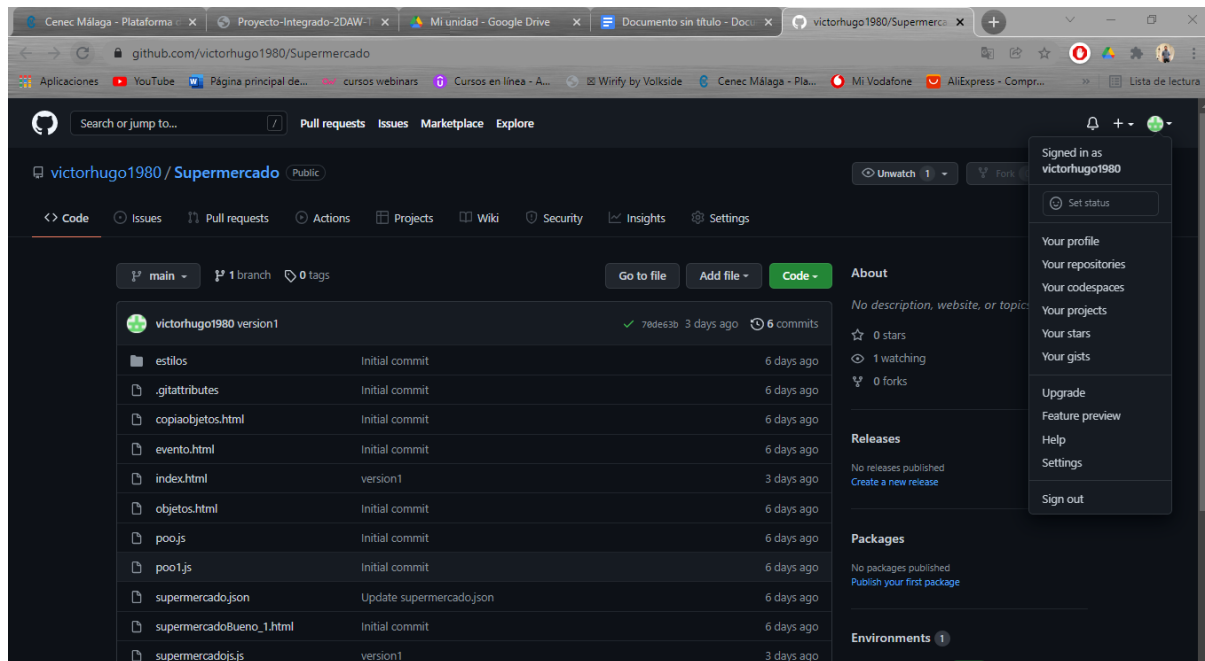 Cenec Málaga - Plataforma
Proyecto-Integrado-2DAW-T
Mi unidad - Google Drive
Documento sin título - Docu
victorhugo1980/Superme
github.com/victorhugo1980/Supermercado
Aplicaciones
YouTube
Página principal de...
cursos webinars
Cursos en línea - A...
Wirify by Volkside
Cenec Málaga - Pla...
Mi Vodafone
AliExpress - Compr...
»
Lista de lectura
Search or jump to... /
Pull requests Issues Marketplace Explore
Signed in as
victorhugo1980
victorhugo1980 / Supermercado Public
Unwatch 1
Fork
Set status
Code
Issues
Pull requests
Actions
Projects
Wiki
Security
Insights
Settings
Your profile
Your repositories
Your codespaces
Your projects
Your stars
Your gists
Upgrade
Feature preview
Help
Settings
Sign out
main
1 branch
0 tags
Go to file
Add file
Code
About
No description, website, or topics
0 stars
1 watching
0 forks
victorhugo1980 version1
70de63b 3 days ago 6 commits
estilos Initial commit 6 days ago
.gitattributes Initial commit 6 days ago
copiaobjetos.html Initial commit 6 days ago
evento.html Initial commit 6 days ago
index.html version1 3 days ago
objetos.html Initial commit 6 days ago
poo.js Initial commit 6 days ago
poo1.js Initial commit 6 days ago
supermercado.json Update supermercado.json 6 days ago
supermercadoBueno_1.html Initial commit 6 days ago
supermercadojs.js version1 3 days ago
Releases
No releases published
Create a new release
Packages
No packages published
Publish your first package
Environments 1